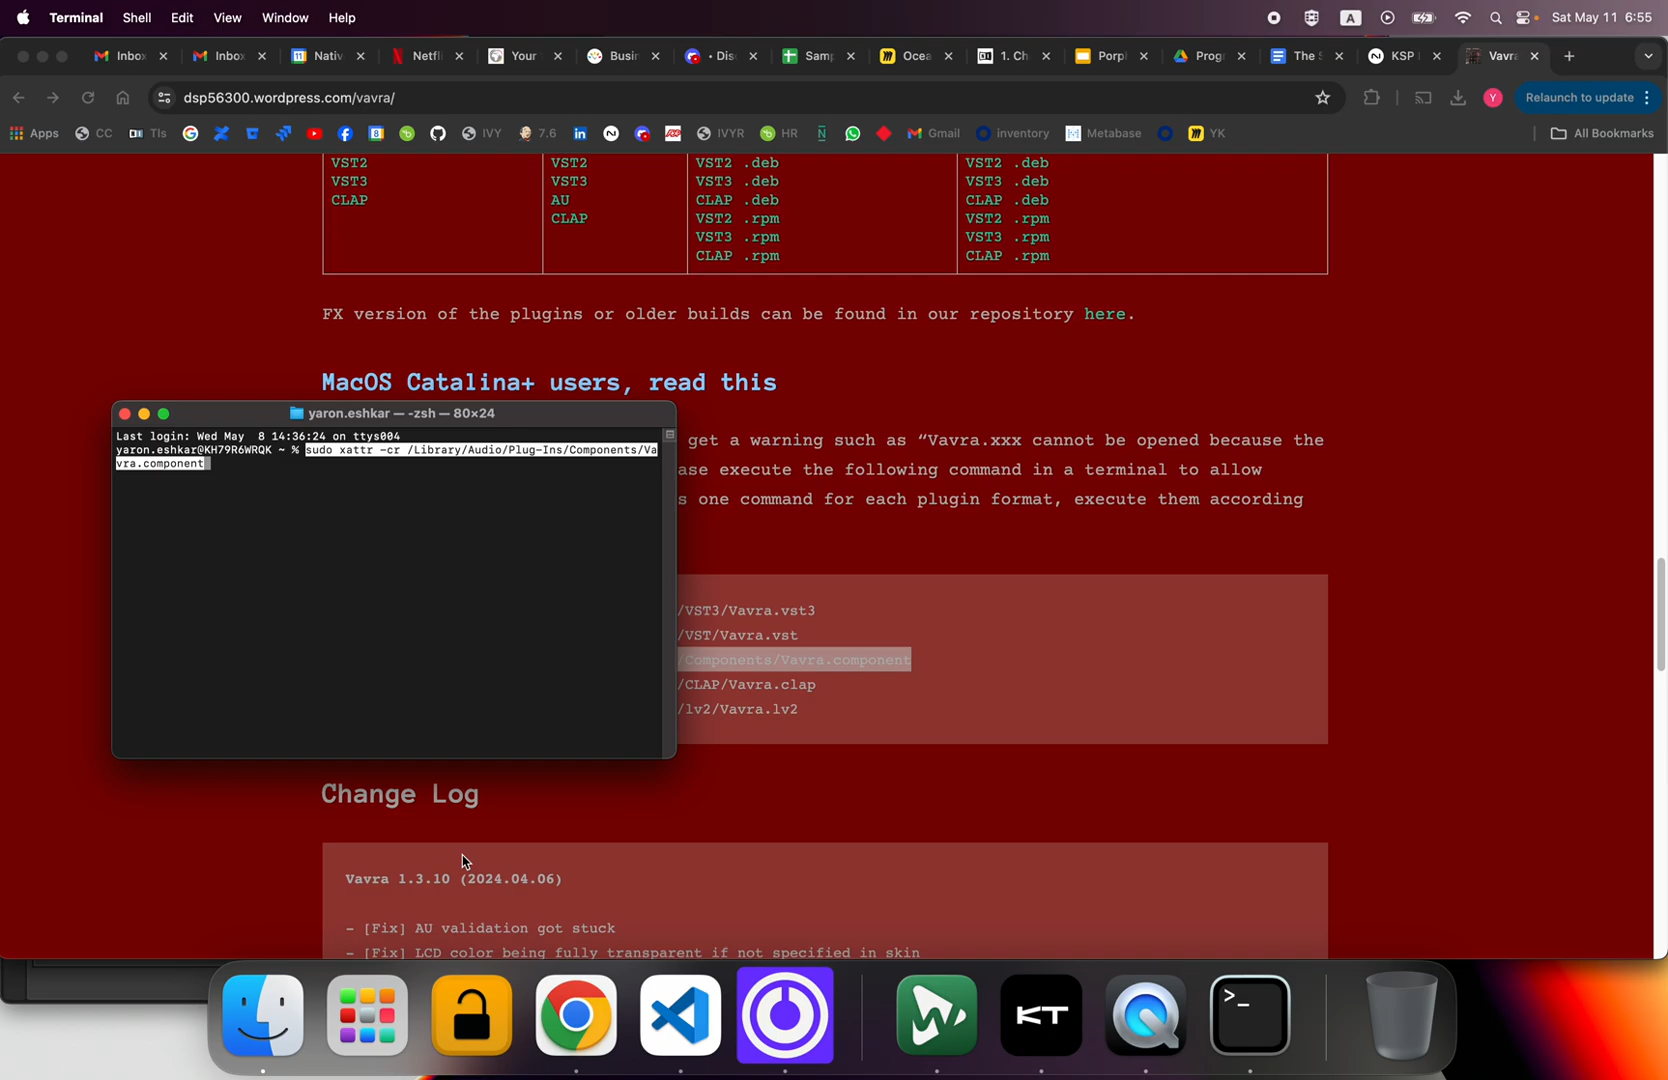 Terminal Shell Edit View Window Help
A
Sat May 11 6:55
Inbox
Inbox
Nativ
Netfli
Your
Busin
• Disc
Samp
Ocea
1. Ch
Porpl
Prog
The S
KSP
Vavra
dsp56300.wordpress.com/vavra/
Y
Relaunch to update
Apps
CC
TIs
IVY
7.6
IVYR
HR
Gmail
inventory
Metabase
YK
All Bookmarks
VST2
VST3
CLAP
VST2
VST3
AU
CLAP
VST2 .deb
VST3 .deb
CLAP .deb
VST2 .rpm
VST3 .rpm
CLAP .rpm
VST2 .deb
VST3 .deb
CLAP .deb
VST2 .rpm
VST3 .rpm
CLAP .rpm
FX version of the plugins or older builds can be found in our repository here.
MacOS Catalina+ users, read this
yaron.eshkar — -zsh — 80×24
Last login: Wed May  8 14:36:24 on ttys004
yaron.eshkar@KH79R6WRQK ~ % sudo xattr -cr /Library/Audio/Plug-Ins/Components/Va
vra.component
get a warning such as “Vavra.xxx cannot be opened because the
ase execute the following command in a terminal to allow
s one command for each plugin format, execute them according
/VST3/Vavra.vst3
/VST/Vavra.vst
/Components/Vavra.component
/CLAP/Vavra.clap
/lv2/Vavra.lv2
Change Log
Vavra 1.3.10 (2024.04.06)
- [Fix] AU validation got stuck
- [Fix] LCD color being fully transparent if not specified in skin
KT
>_